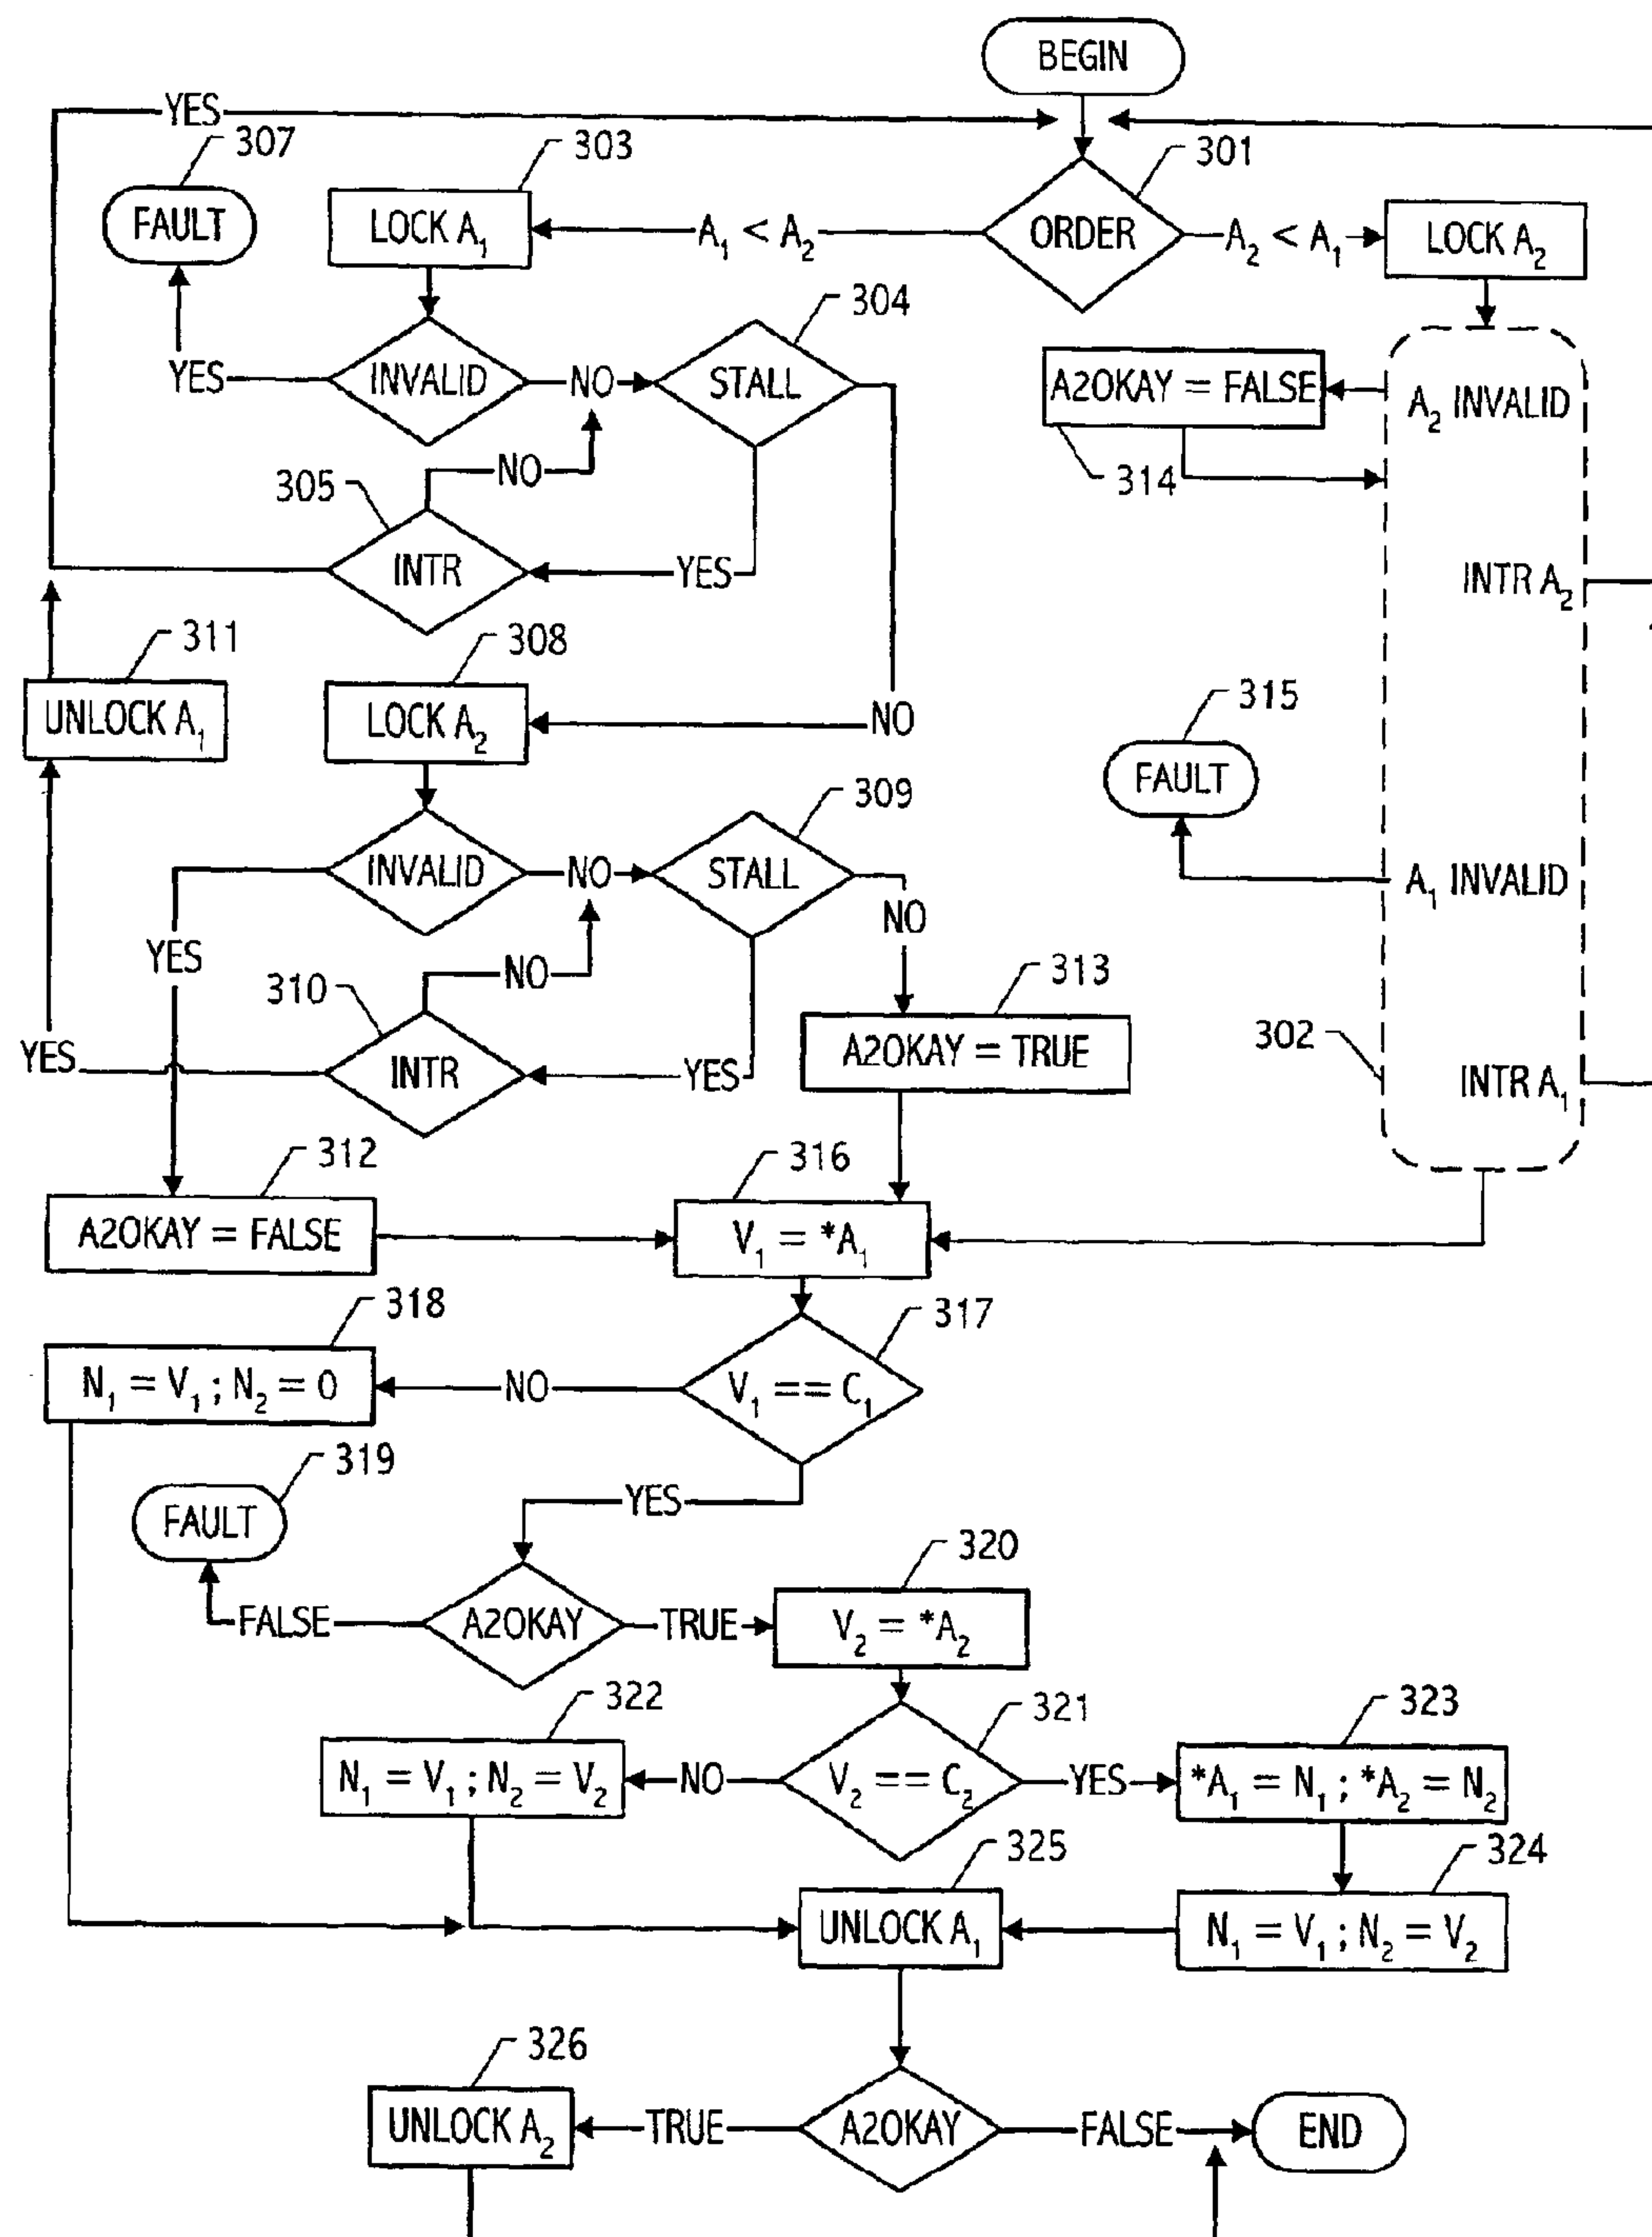 BEGIN
YES
307
303
301
FAULT
LOCK A₁
A₁ < A₂
ORDER
A₂ < A₁
LOCK A₂
304
YES
INVALID
NO
STALL
A2OKAY = FALSE
A₂ INVALID
314
305
NO
INTR
YES
INTR A₂
311
308
UNLOCK A₁
LOCK A₂
NO
315
FAULT
309
INVALID
NO
STALL
A₁ INVALID
NO
YES
310
NO
313
302
YES
INTR
YES
A2OKAY = TRUE
INTR A₁
312
316
A2OKAY = FALSE
V₁ = *A₁
318
317
N₁ = V₁ ; N₂ = 0
NO
V₁ == C₁
319
YES
FAULT
320
FALSE
A2OKAY
TRUE
V₂ = *A₂
322
321
323
N₁ = V₁ ; N₂ = V₂
NO
V₂ == C₂
YES
*A₁ = N₁ ; *A₂ = N₂
325
324
UNLOCK A₁
N₁ = V₁ ; N₂ = V₂
326
UNLOCK A₂
TRUE
A2OKAY
FALSE
END